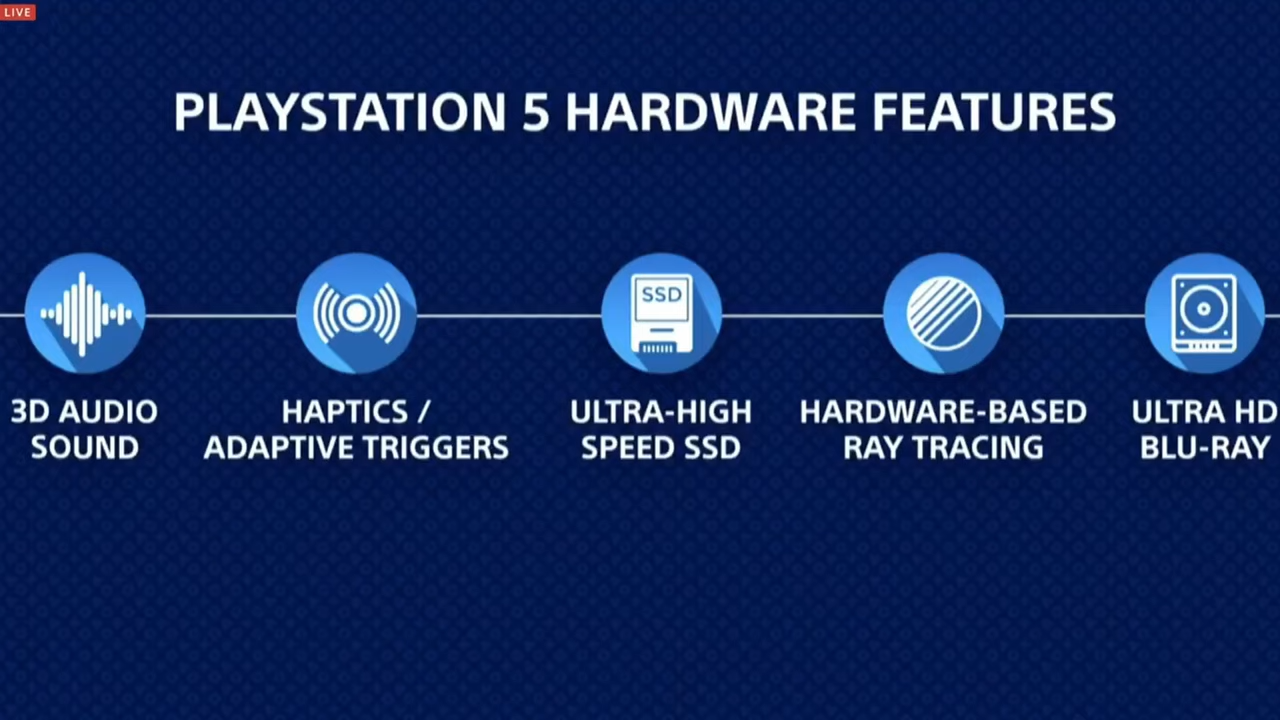 LIVE
PLAYSTATION 5 HARDWARE FEATURES
3D AUDIO
SOUND
HAPTICS /
ADAPTIVE TRIGGERS
SSD
ULTRA-HIGH
SPEED SSD
HARDWARE-BASED
RAY TRACING
ULTRA HD
BLU-RAY